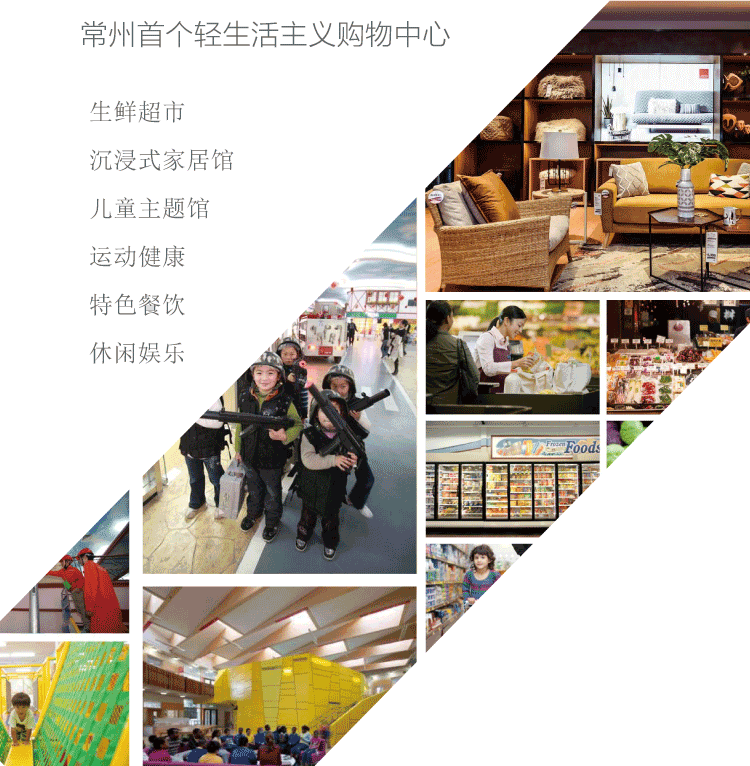 常州首个轻生活主义购物中心
生鲜超市
沉浸式家居馆
儿童主题馆
运动健康
特色餐饮
休闲娱乐
Frozen
Foods